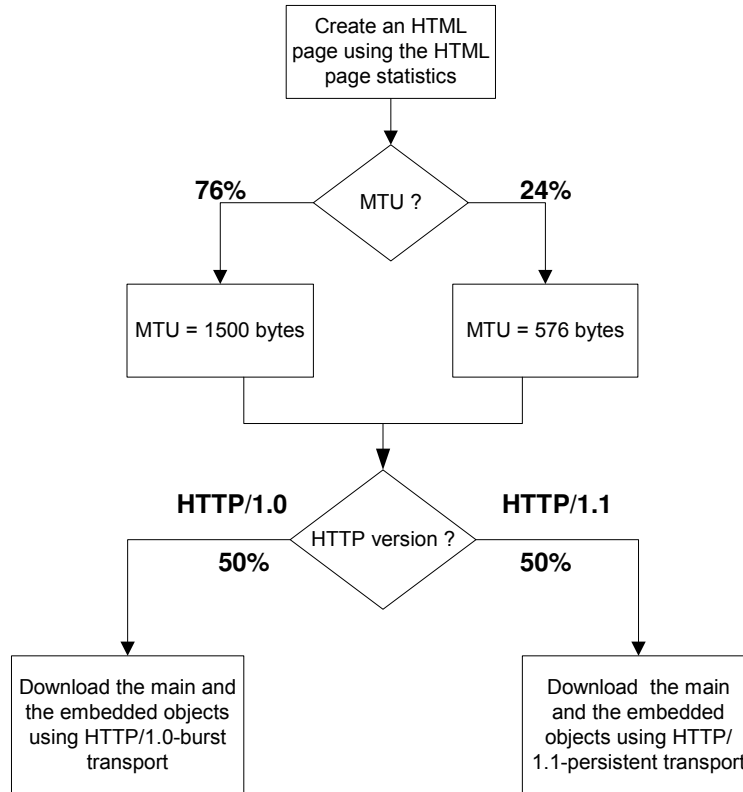 Create an HTML
page using the HTML
page statistics
76%
MTU ?
24%
MTU = 1500 bytes
MTU = 576 bytes
HTTP/1.0
HTTP/1.1
HTTP version ?
50%
50%
Download the main and
the embedded objects
using HTTP/1.0-burst
transport
Download the main
and the embedded
objects using HTTP/
1.1-persistent transport